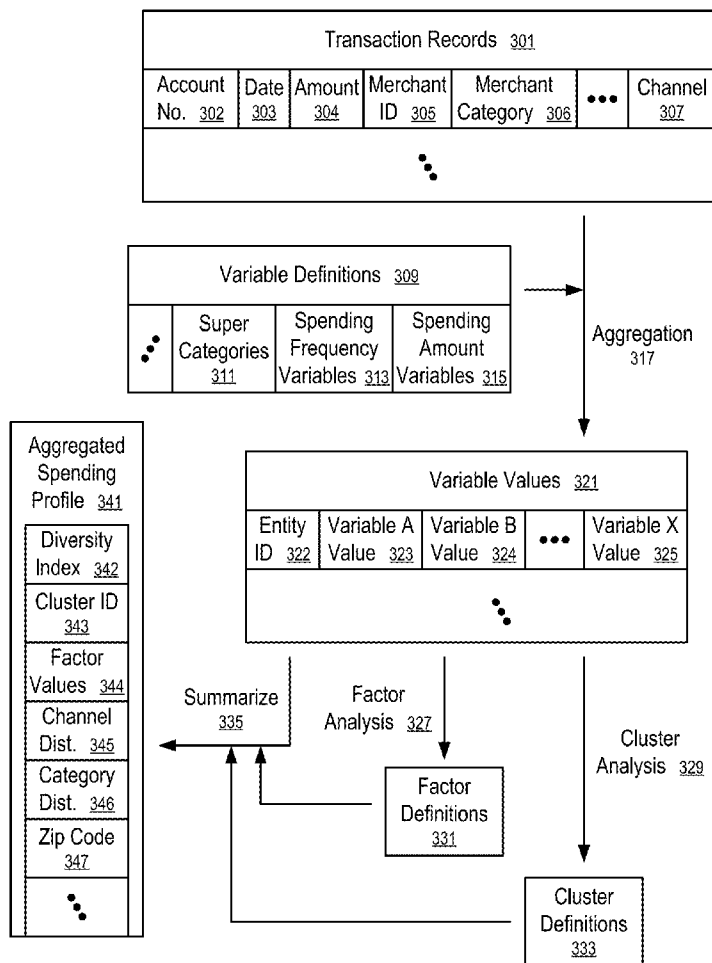 Transaction Records 301
Account No. 302
Date 303
Amount 304
Merchant ID 305
Merchant Category 306
Channel 307
Variable Definitions 309
Super Categories 311
Spending Frequency Variables 313
Spending Amount Variables 315
Aggregation 317
Aggregated Spending Profile 341
Diversity Index 342
Cluster ID 343
Factor Values 344
Channel Dist. 345
Category Dist. 346
Zip Code 347
Variable Values 321
Entity ID 322
Variable A Value 323
Variable B Value 324
Variable X Value 325
Summarize 335
Factor Analysis 327
Cluster Analysis 329
Factor Definitions 331
Cluster Definitions 333